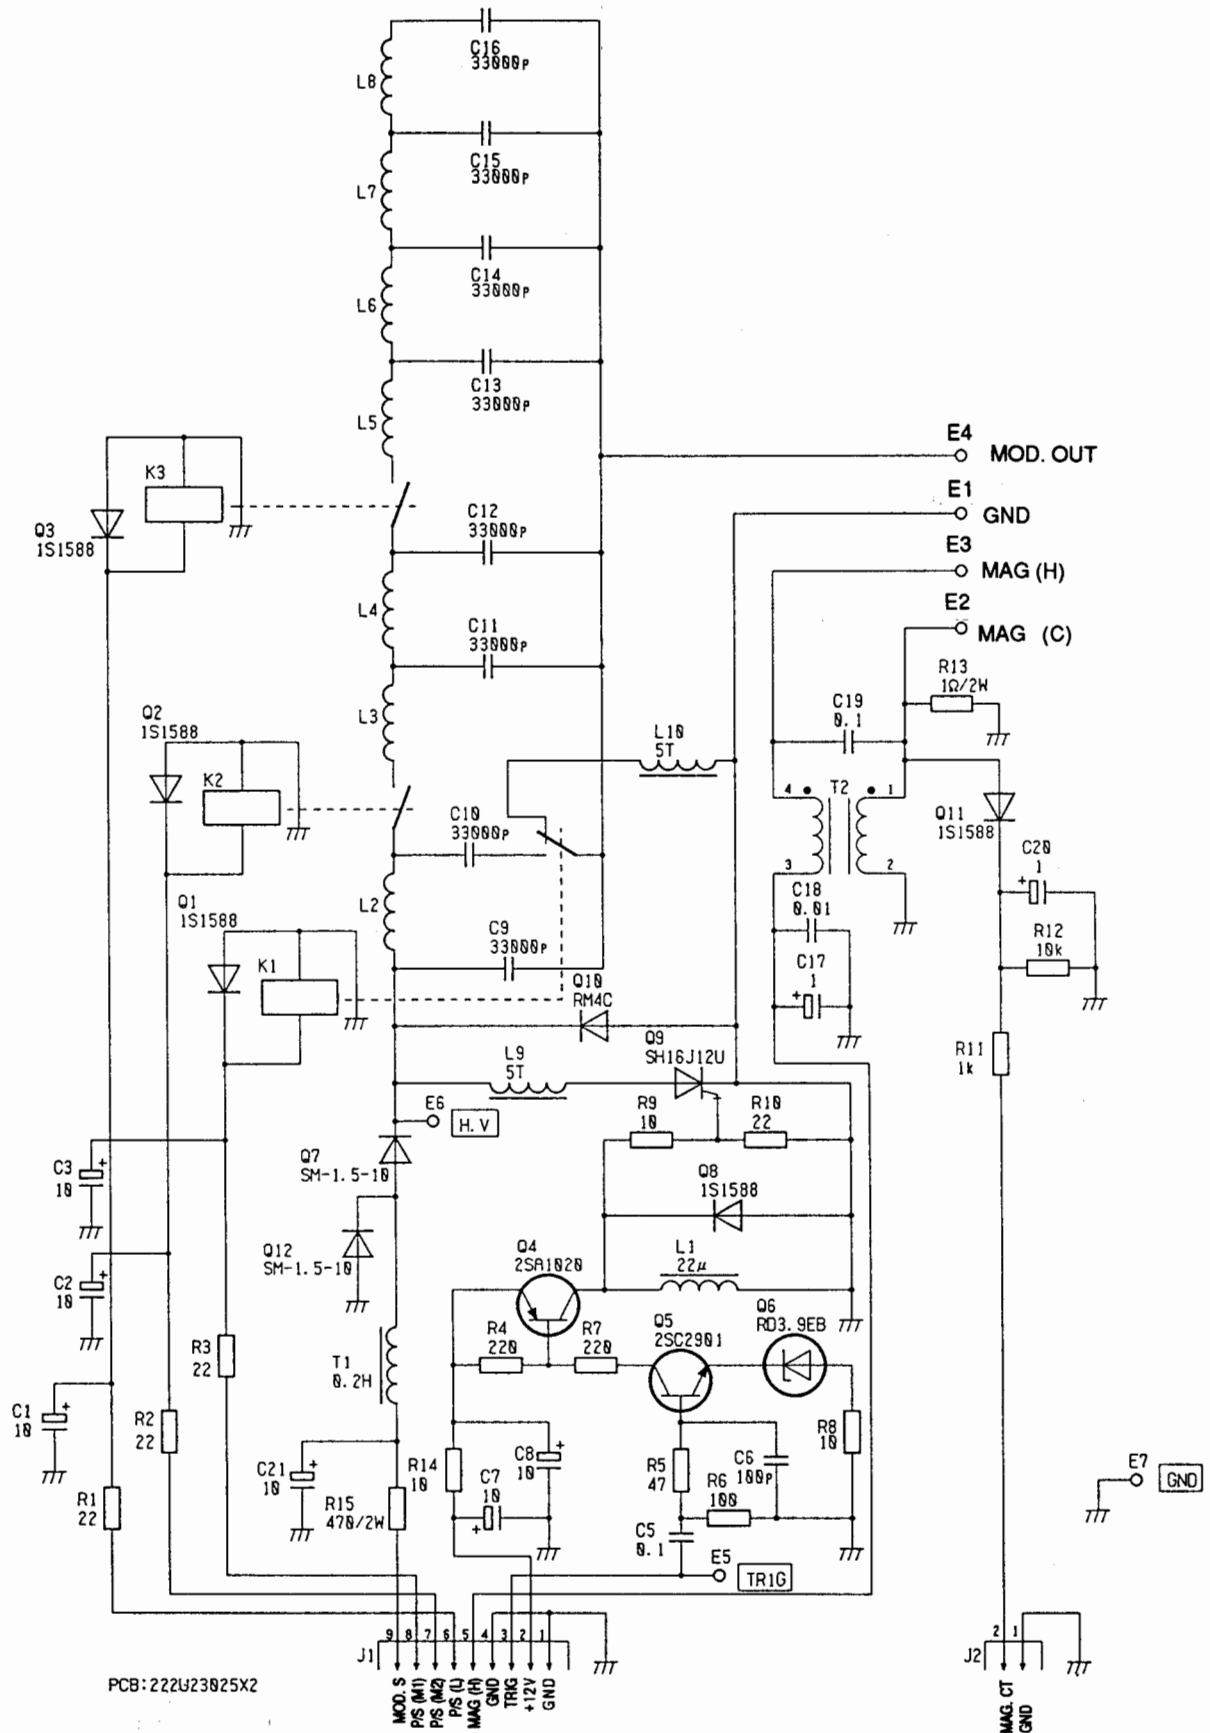 C16
33000p
L8
C15
33000p
L7
C14
33000p
L6
C13
33000p
L5
E4
MOD. OUT
K3
E1
GND
Q3
1S1588
C12
33000p
E3
MAG (H)
L4
C11
33000p
E2
MAG (C)
R13
1Ω/2W
Q2
1S1588
L3
C19
0.1
L10
5T
K2
C10
33000p
4
T2
1
Q11
1S1588
3
2
C20
+
1
Q1
1S1588
L2
C18
0.01
C9
33000p
R12
10k
C17
1
+
K1
Q10
RM4C
Q9
SH16J12U
L9
5T
R11
1k
E6
H.V
R9
10
R10
22
C3
10
+
Q7
SM-1.5-10
Q8
1S1588
Q12
SM-1.5-10
Q4
2SA1020
L1
22μ
C2
10
+
Q5
2SC2901
Q6
RD3.9EB
R3
22
T1
0.2H
R4
220
R7
220
C1
10
+
R2
22
R8
10
C21
10
+
R14
10
C8
10
+
R5
47
C6
100p
E7
GND
R1
22
R15
470/2W
C7
10
+
R6
100
C5
0.1
E5
TRIG
J1
9 8 7 6 5 4 3 2 1
MOD. S
P/S (M1)
P/S (M2)
P/S (L)
MAG (H)
GND
TRIG
+12V
GND
J2
2 1
MAG. CT
GND
PCB:222U23025X2